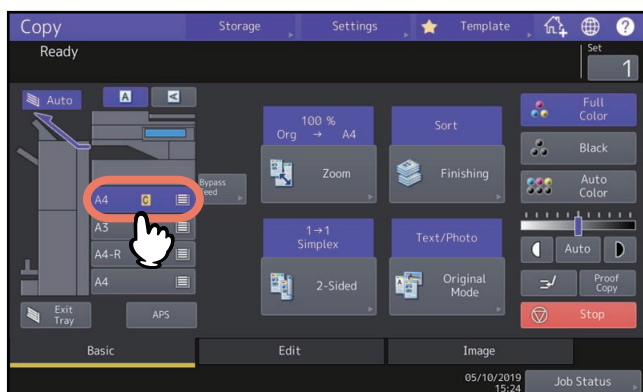 Copy
Storage
Settings
Template
?
Ready
Set
1
Auto
A
A
100 %
Org → A4
Zoom
Sort
Finishing
Full
Color
Black
Auto
Color
Bypass
Feed
A4
C
A3
A4-R
A4
1→1
Simplex
2-Sided
Text/Photo
A
Original
Mode
Auto
Proof
Copy
Exit
Tray
APS
Stop
Basic
Edit
Image
05/10/2019
15:24
Job Status